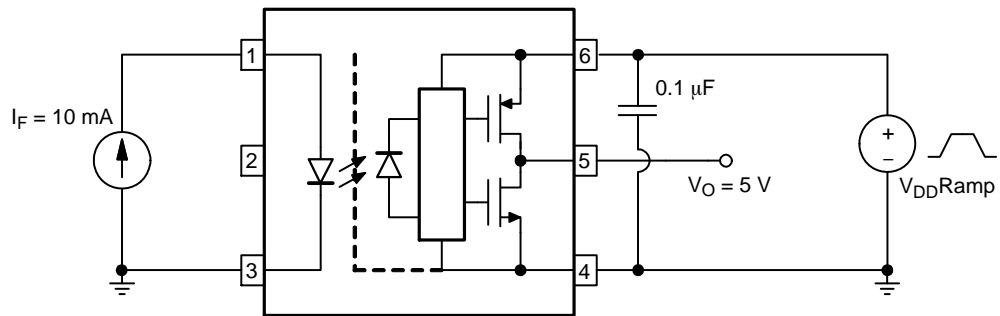 1
6
0.1 μF
I_F = 10 mA
+
−
2
5
V_O = 5 V
V_DD Ramp
3
4